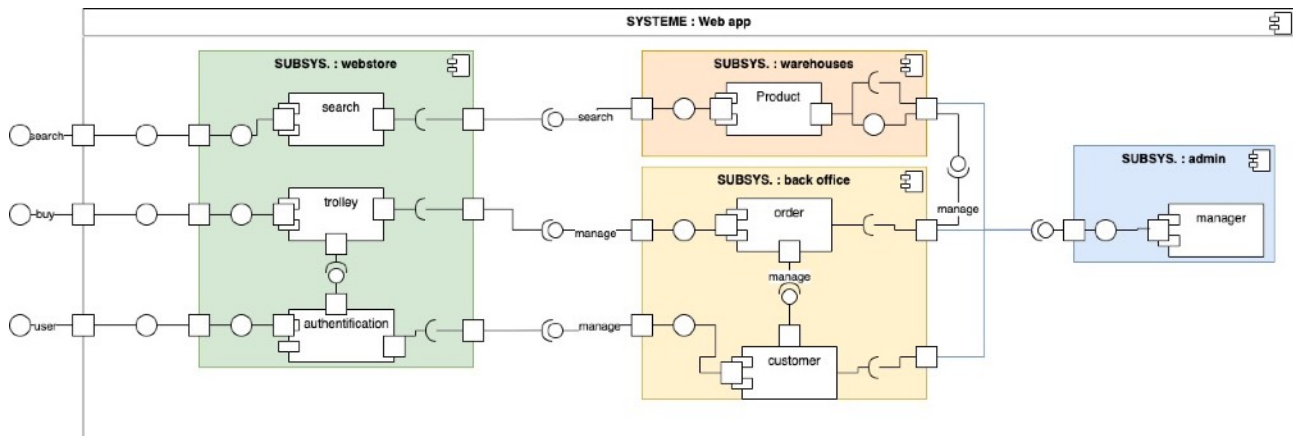 SYSTEME : Web app
SUBSYS. : webstore
SUBSYS. : warehouses
search
Product
search
search
SUBSYS. : admin
SUBSYS. : back office
trolley
order
manage
manager
buy
manage
manage
user
authentification
manage
customer